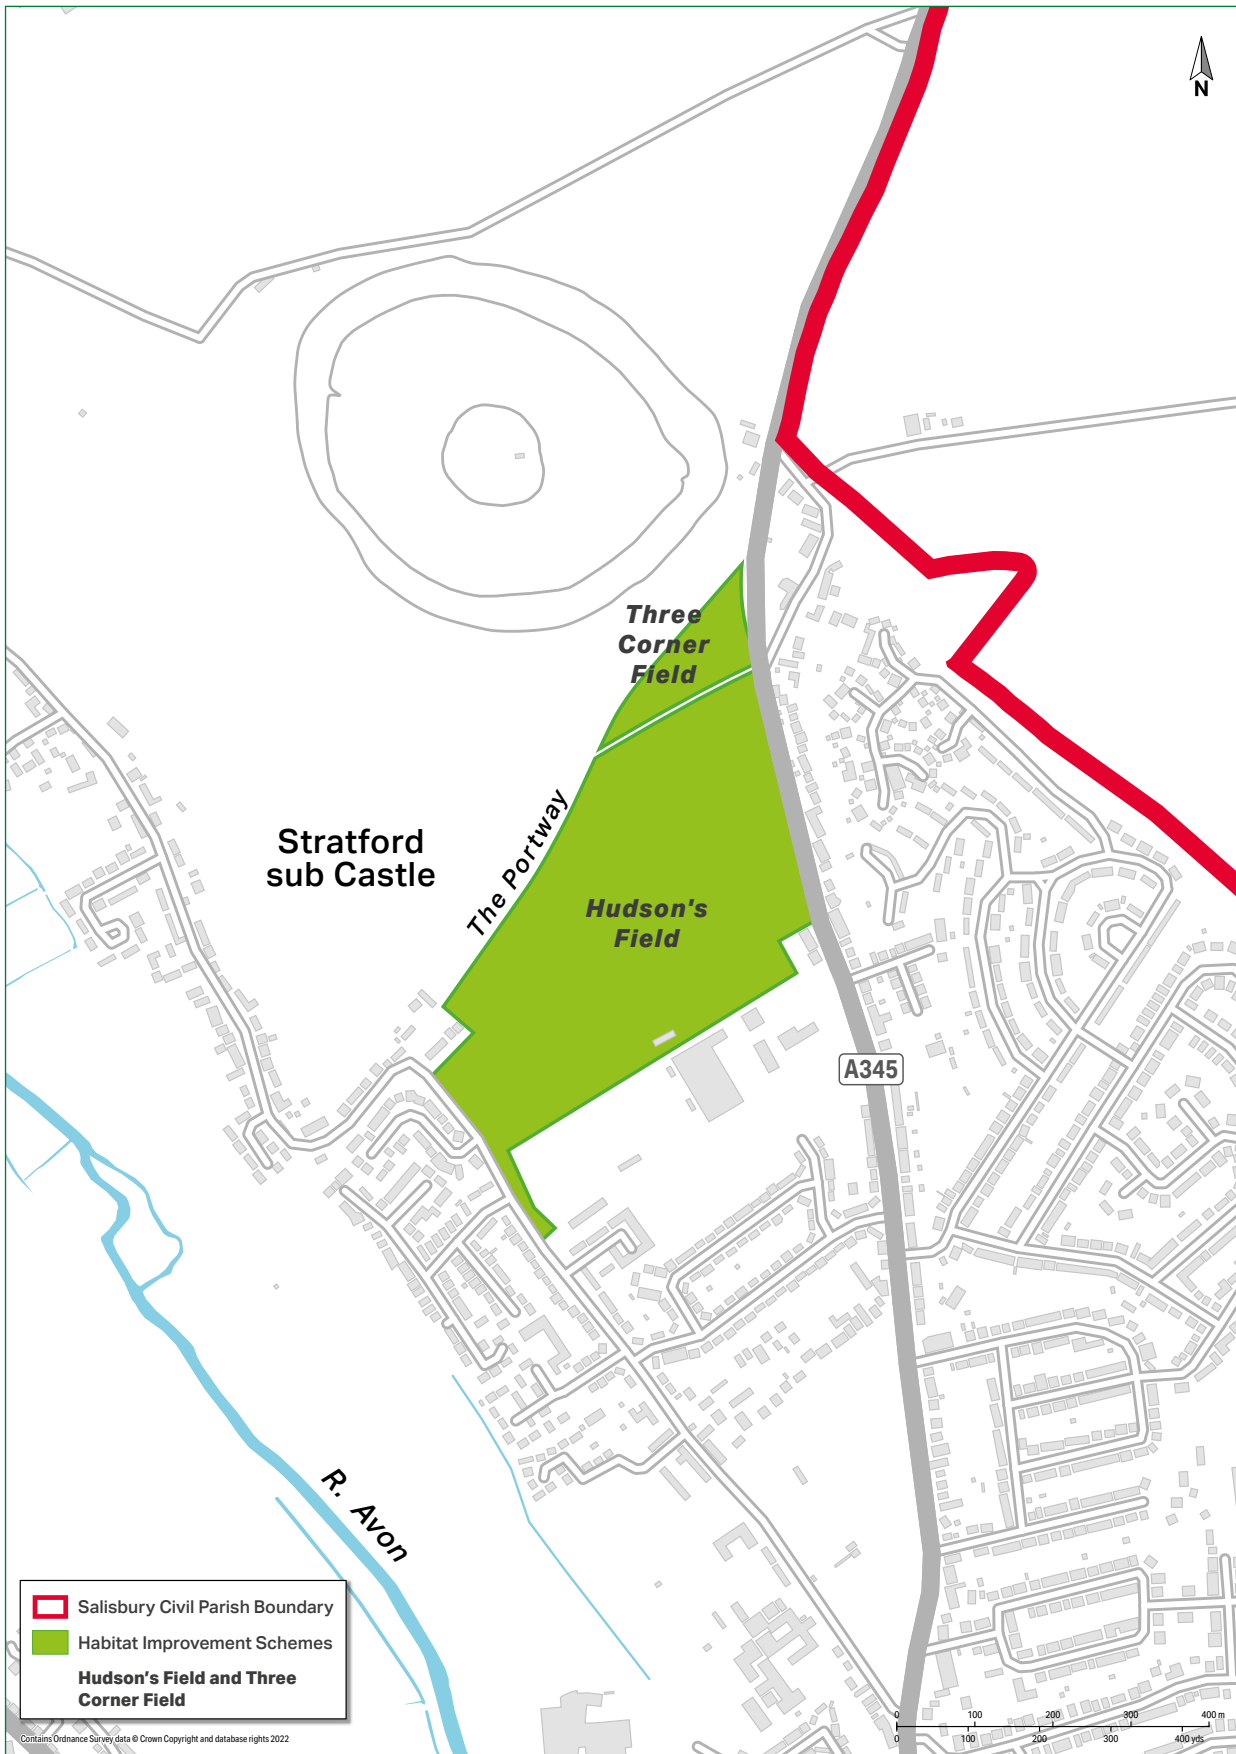 N
Three
Corner
Field
The Portway
Stratford
sub Castle
Hudson's
Field
A345
R. Avon
Salisbury Civil Parish Boundary
Habitat Improvement Schemes
Hudson's Field and Three
Corner Field
0 100 200 300 400 m
0 100 200 300 400 yds
Contains Ordnance Survey data © Crown Copyright and database rights 2022